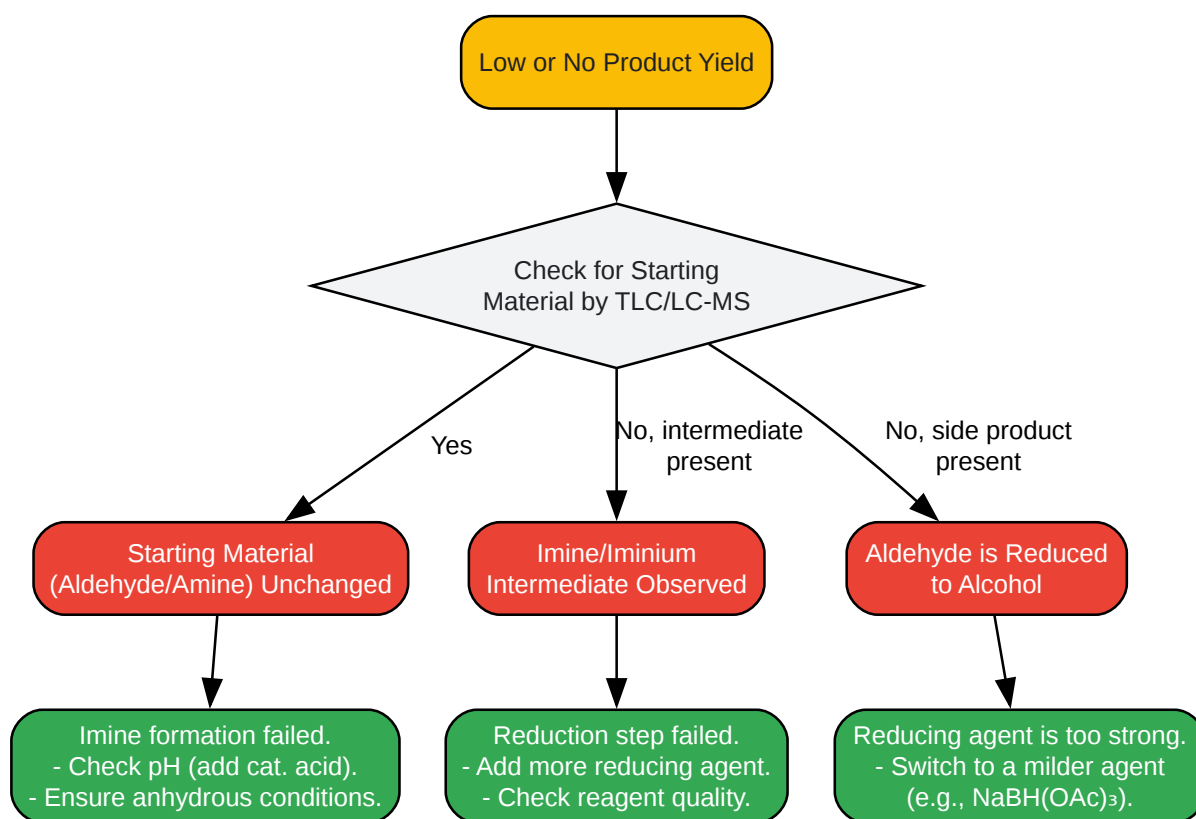 Low or No Product Yield
Check for Starting
Material by TLC/LC-MS
Yes
No, intermediate
present
No, side product
present
Starting Material
(Aldehyde/Amine) Unchanged
Imine/Iminium
Intermediate Observed
Aldehyde is Reduced
to Alcohol
Imine formation failed.
- Check pH (add cat. acid).
- Ensure anhydrous conditions.
Reduction step failed.
- Add more reducing agent.
- Check reagent quality.
Reducing agent is too strong.
- Switch to a milder agent
(e.g., NaBH(OAc)₃).